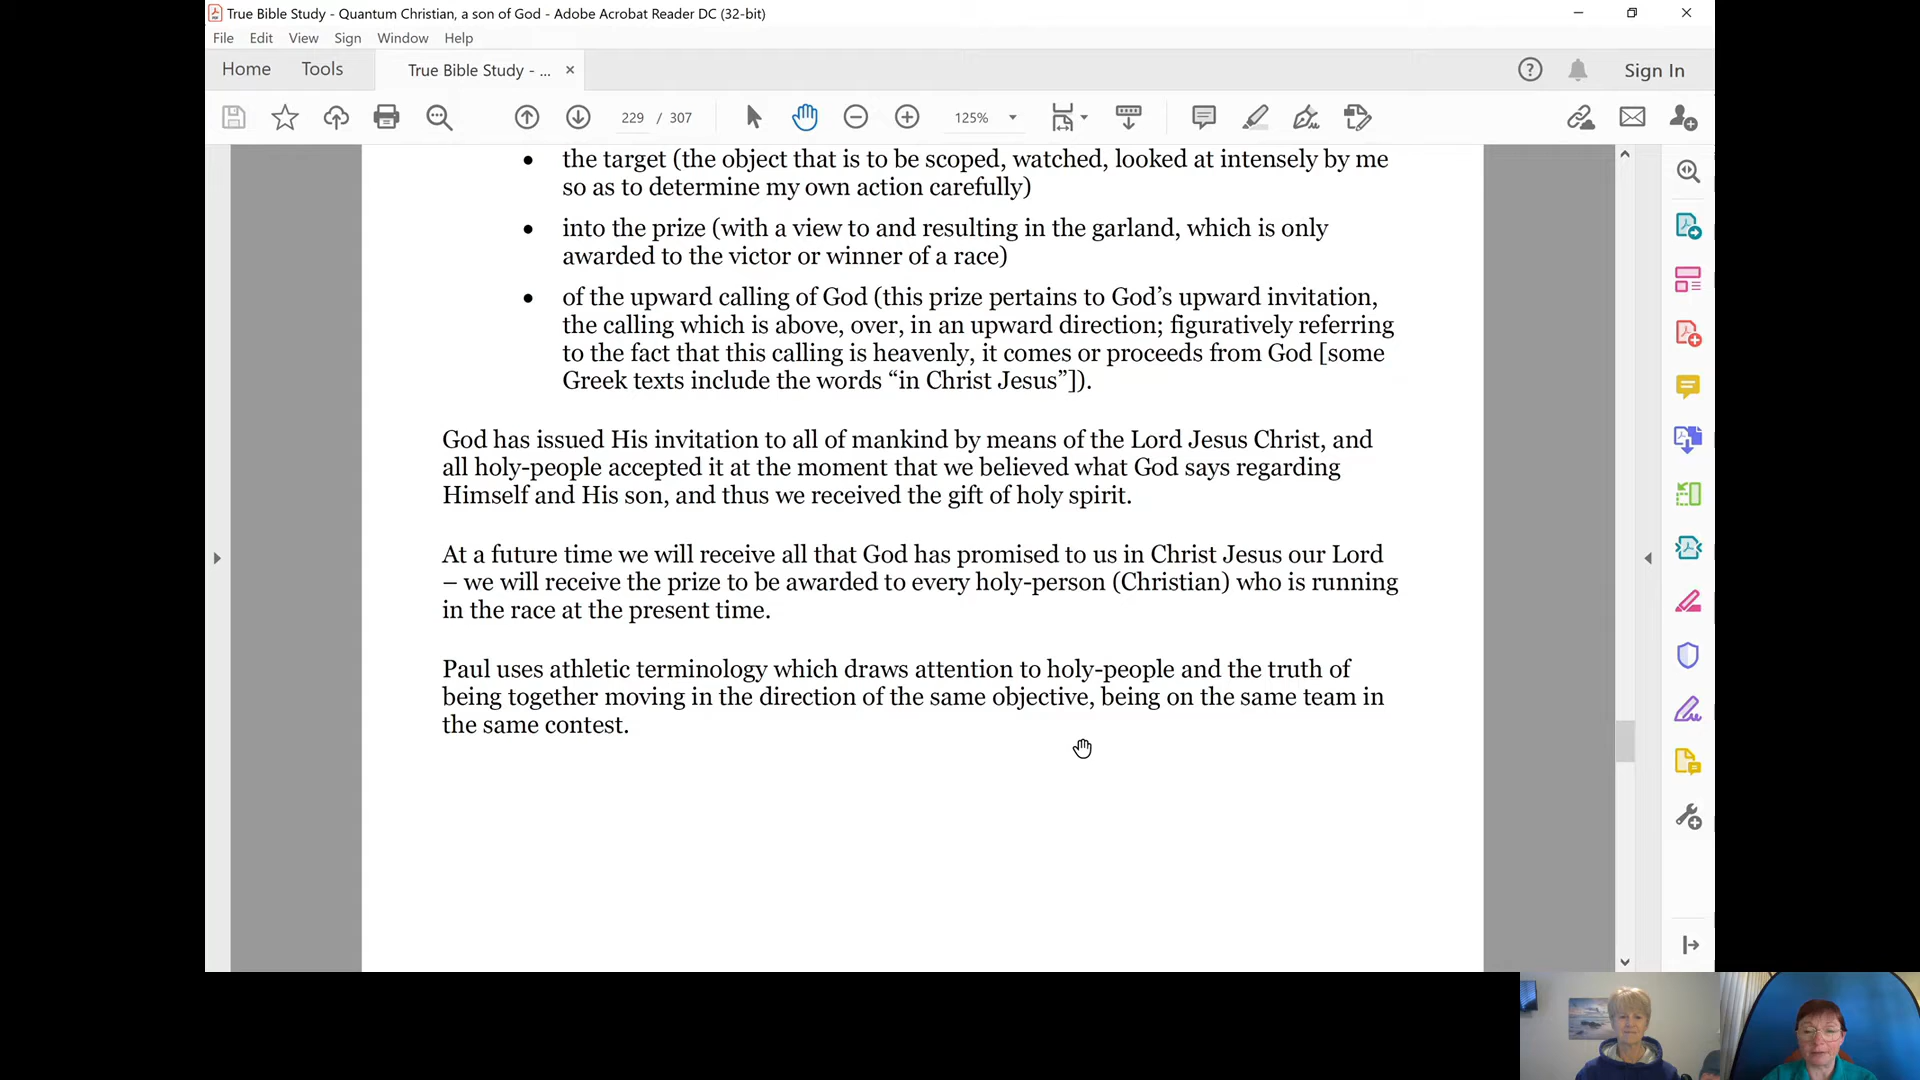 True Bible Study - Quantum Christian, a son of God - Adobe Acrobat Reader DC (32-bit)
File Edit View Sign Window Help
Home Tools True Bible Study - ... × Sign In
229 / 307 125%
• the target (the object that is to be scoped, watched, looked at intensely by me
so as to determine my own action carefully)
• into the prize (with a view to and resulting in the garland, which is only
awarded to the victor or winner of a race)
• of the upward calling of God (this prize pertains to God’s upward invitation,
the calling which is above, over, in an upward direction; figuratively referring
to the fact that this calling is heavenly, it comes or proceeds from God [some
Greek texts include the words “in Christ Jesus”]).
God has issued His invitation to all of mankind by means of the Lord Jesus Christ, and
all holy-people accepted it at the moment that we believed what God says regarding
Himself and His son, and thus we received the gift of holy spirit.
At a future time we will receive all that God has promised to us in Christ Jesus our Lord
– we will receive the prize to be awarded to every holy-person (Christian) who is running
in the race at the present time.
Paul uses athletic terminology which draws attention to holy-people and the truth of
being together moving in the direction of the same objective, being on the same team in
the same contest.